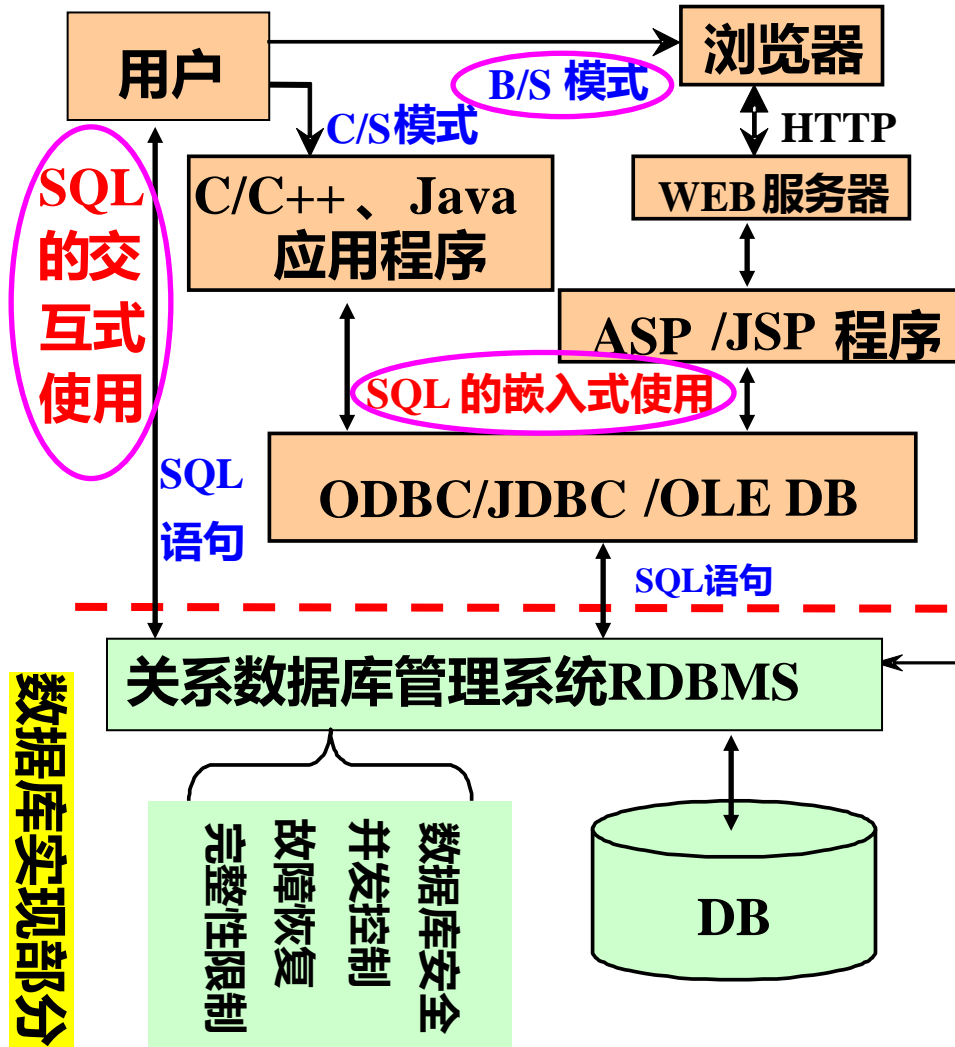 用户
浏览器
B/S 模式
C/S模式
HTTP
SQL
的交
互式
使用
C/C++、Java
应用程序
WEB服务器
ASP /JSP 程序
SQL 的嵌入式使用
SQL
语句
ODBC/JDBC /OLE DB
SQL语句
关系数据库管理系统RDBMS
数据库实现部分
数据库安全
并发控制
故障恢复
完整性限制
DB